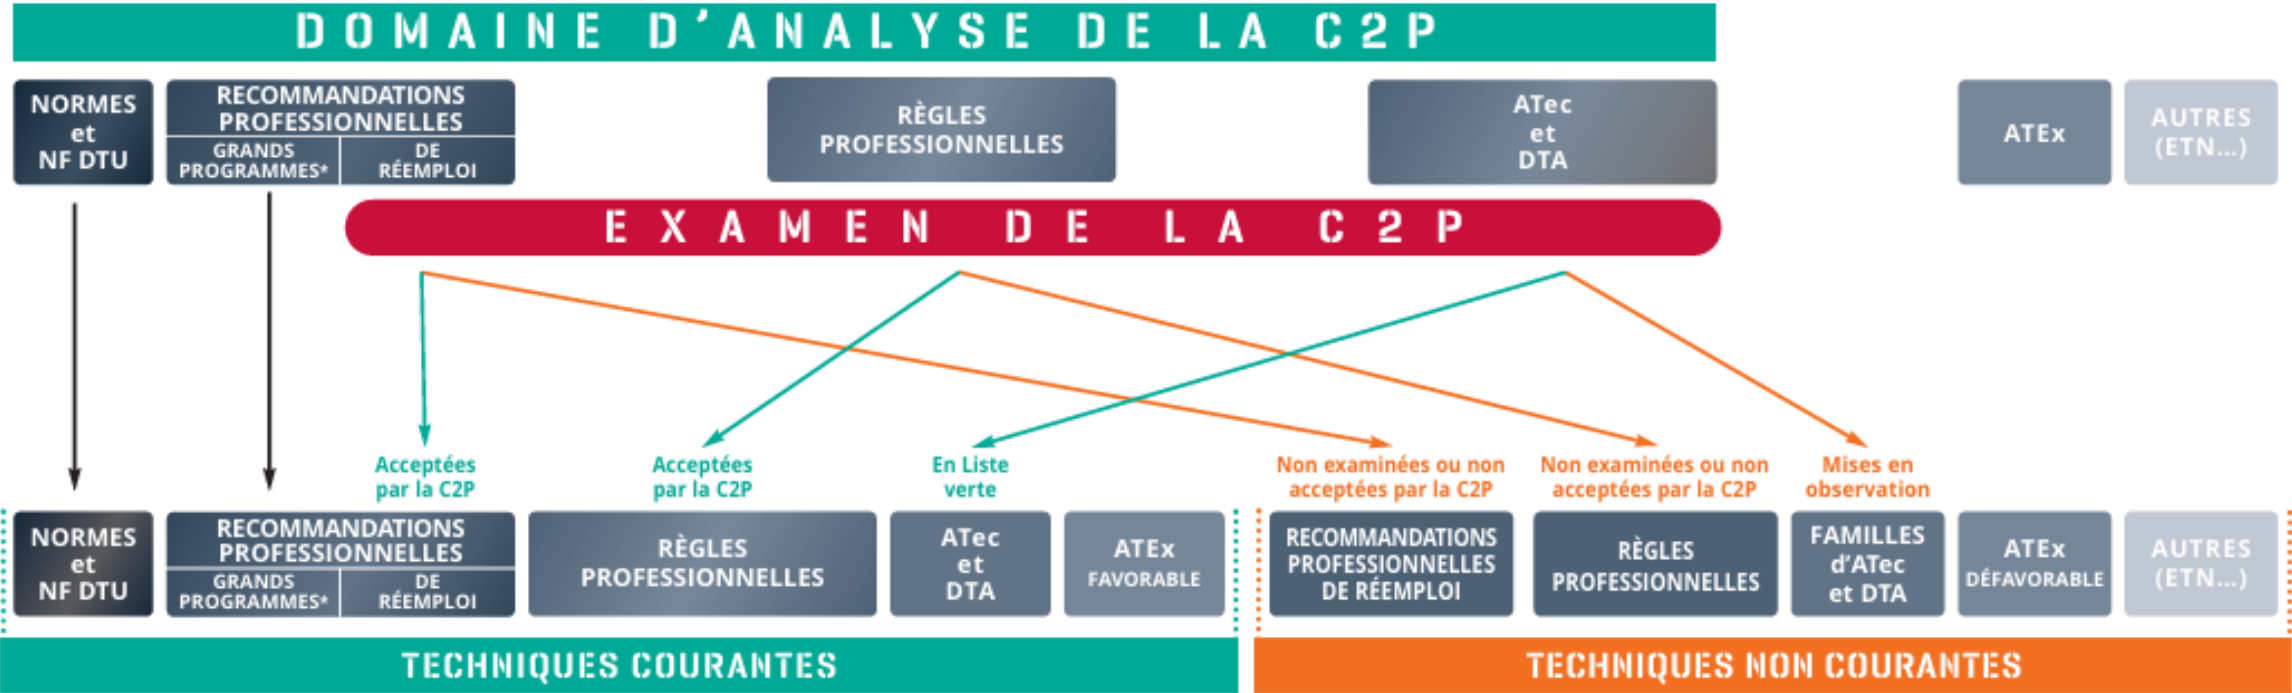 DOMAINE D'ANALYSE DE LA C2P
NORMES
et
NF DTU
RECOMMANDATIONS
PROFESSIONNELLES
GRANDS
PROGRAMMES*
DE
RÉEMPLOI
RÈGLES
PROFESSIONNELLES
ATec
et
DTA
ATEx
AUTRES
(ETN...)
EXAMEN DE LA C2P
Acceptées
par la C2P
Acceptées
par la C2P
En Liste
verte
Non examinées ou non
acceptées par la C2P
Non examinées ou non
acceptées par la C2P
Mises en
observation
NORMES
et
NF DTU
RECOMMANDATIONS
PROFESSIONNELLES
GRANDS
PROGRAMMES*
DE
RÉEMPLOI
RÈGLES
PROFESSIONNELLES
ATec
et
DTA
ATEx
FAVORABLE
RECOMMANDATIONS
PROFESSIONNELLES
DE RÉEMPLOI
RÈGLES
PROFESSIONNELLES
FAMILLES
d'ATec
et DTA
ATEx
DÉFAVORABLE
AUTRES
(ETN...)
TECHNIQUES COURANTES
TECHNIQUES NON COURANTES